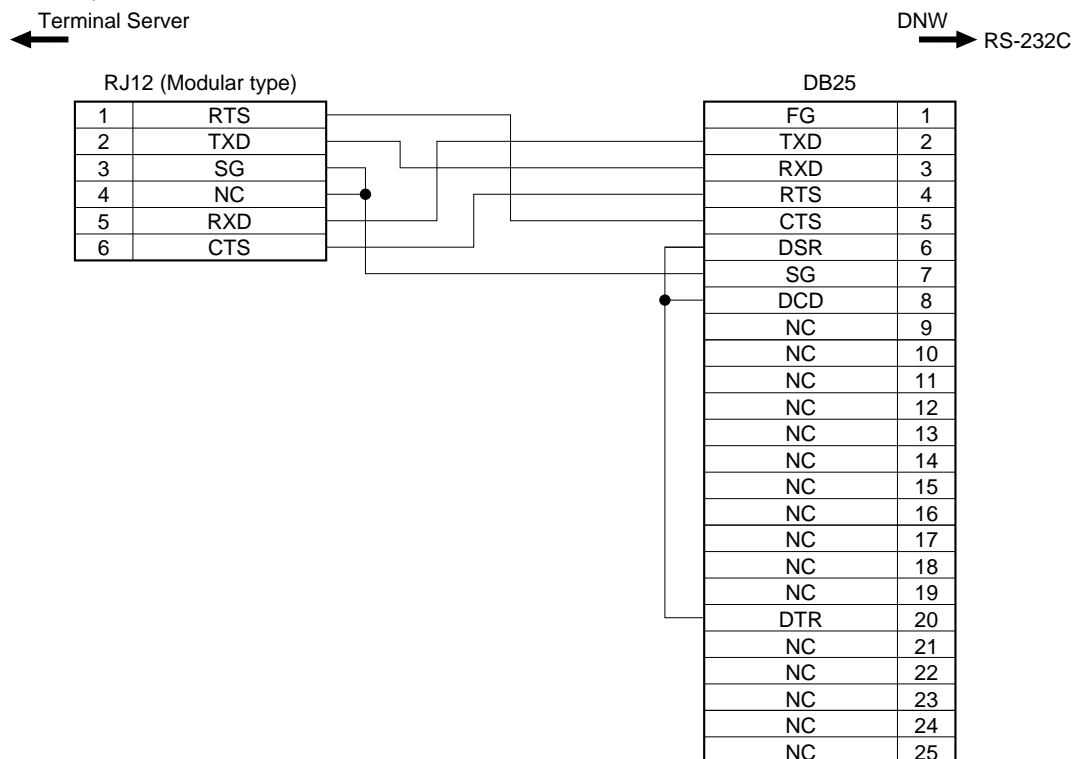 Terminal Server DNW
RS-232C
RJ12 (Modular type) DB25
1 RTS FG 1
2 TXD TXD 2
3 SG RXD 3
4 NC RTS 4
5 RXD CTS 5
6 CTS DSR 6
SG 7
DCD 8
NC 9
NC 10
NC 11
NC 12
NC 13
NC 14
NC 15
NC 16
NC 17
NC 18
NC 19
DTR 20
NC 21
NC 22
NC 23
NC 24
NC 25